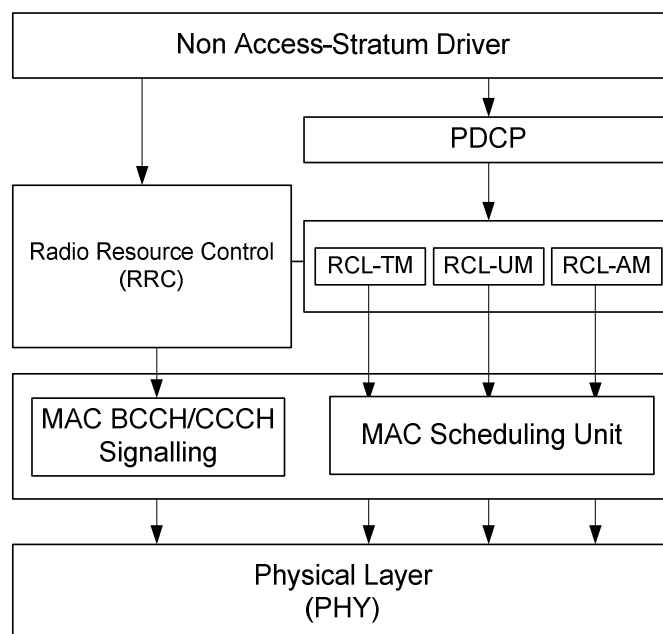 Non Access-Stratum Driver
PDCP
Radio Resource Control
(RRC)
RCL-TM
RCL-UM
RCL-AM
MAC BCCH/CCCH
Signalling
MAC Scheduling Unit
Physical Layer
(PHY)